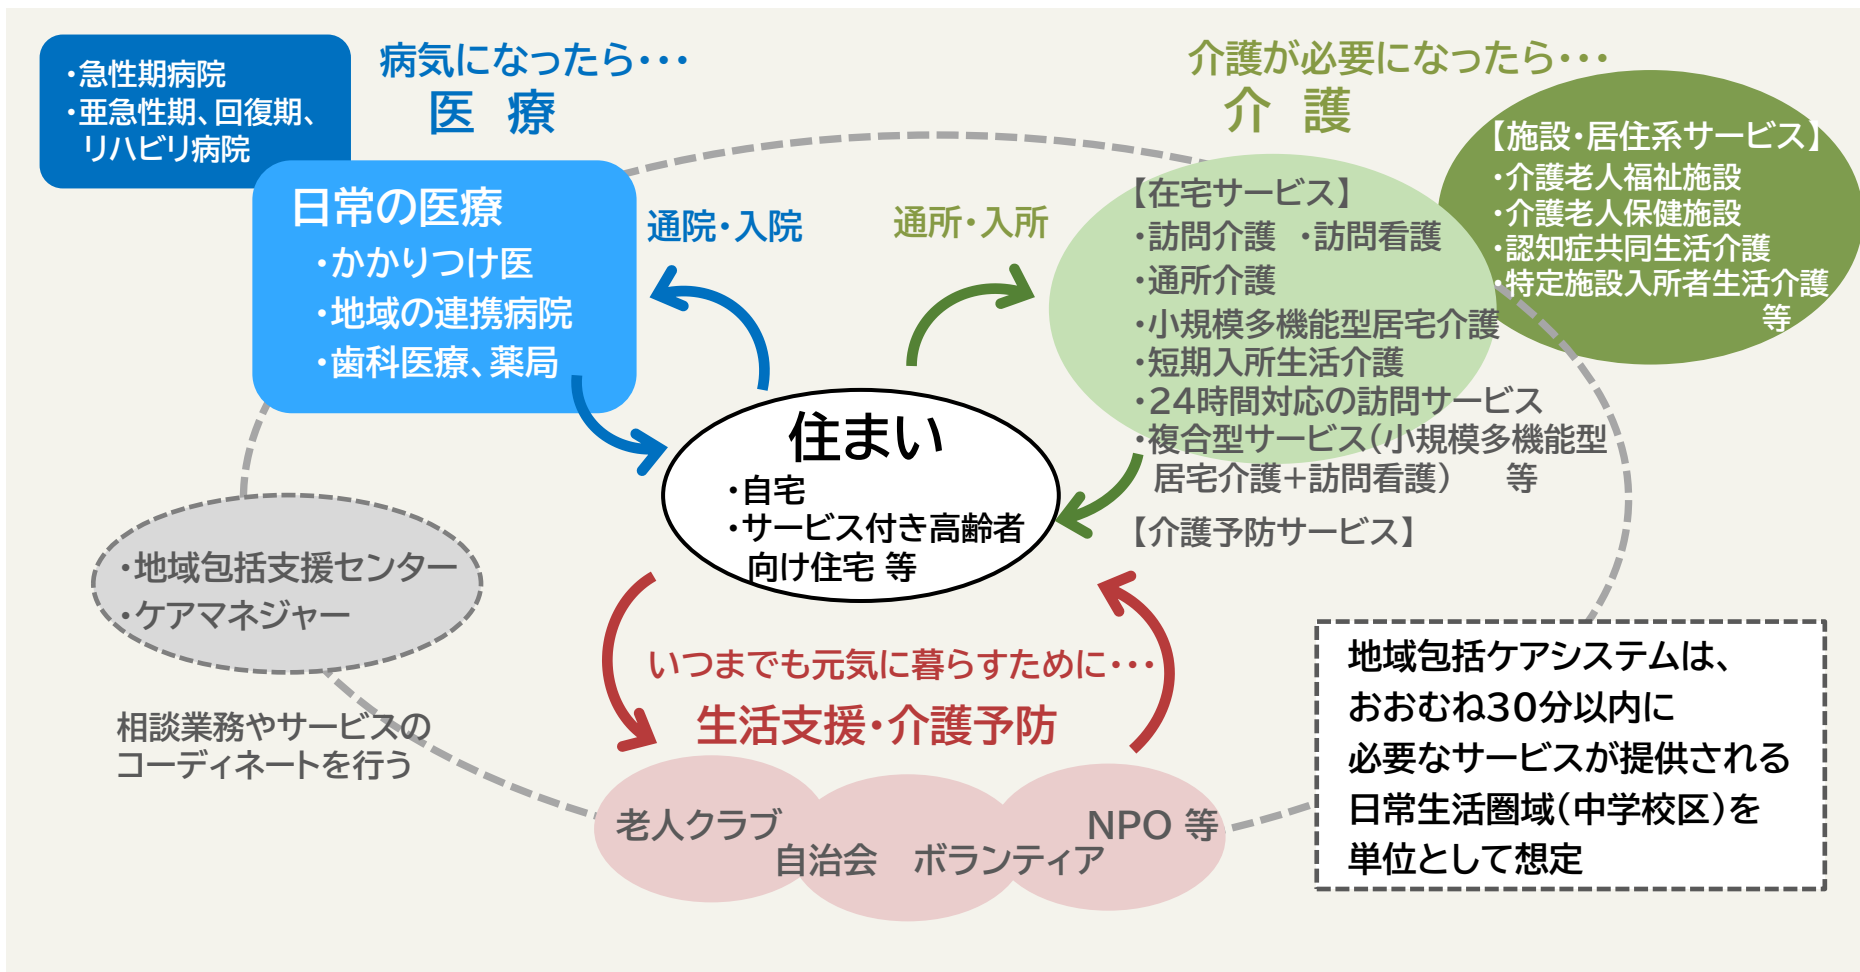 ・急性期病院
・亜急性期、回復期、
リハビリ病院
病気になったら・・・
医 療
日常の医療
・かかりつけ医
・地域の連携病院
・歯科医療、薬局
通院・入院
介護が必要になったら・・・
介 護
通所・入所
【在宅サービス】
・訪問介護 ・訪問看護
・通所介護
・小規模多機能型居宅介護
・短期入所生活介護
・24時間対応の訪問サービス
・複合型サービス(小規模多機能型
居宅介護+訪問看護) 等
【介護予防サービス】
【施設・居住系サービス】
・介護老人福祉施設
・介護老人保健施設
・認知症共同生活介護
・特定施設入所者生活介護
等
住まい
・自宅
・サービス付き高齢者
向け住宅 等
・地域包括支援センター
・ケアマネジャー
相談業務やサービスの
コーディネートを行う
いつまでも元気に暮らすために・・・
生活支援・介護予防
老人クラブ
自治会 ボランティア
NPO 等
地域包括ケアシステムは、
おおむね30分以内に
必要なサービスが提供される
日常生活圏域(中学校区)を
単位として想定